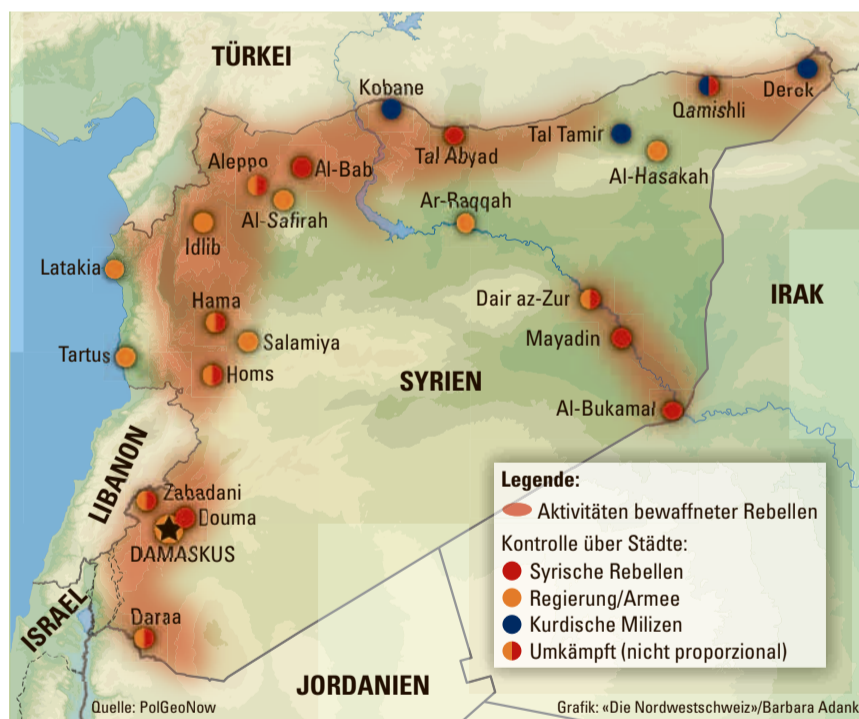 TÜRKEI
Kobane
Derek
Qamishli
Tal Tamir
Tal Abyad
Aleppo
Al-Bab
Al-Hasakah
Al-Safirah
Ar-Raqqah
Idlib
Latakia
Hama
Dair az-Zur
IRAK
Mayadin
Salamiya
Tartus
Homs
SYRIEN
Al-Bukamal
LIBANON
Zabadani
Douma
DAMASKUS
ISRAEL
Daraa
JORDANIEN
Legende:
Aktivitäten bewaffneter Rebellen
Kontrolle über Städte:
Syrische Rebellen
Regierung/Armee
Kurdische Milizen
Umkämpft (nicht proporzional)
Quelle: PolGeoNow
Grafik: «Die Nordwestschweiz»/Barbara Adank